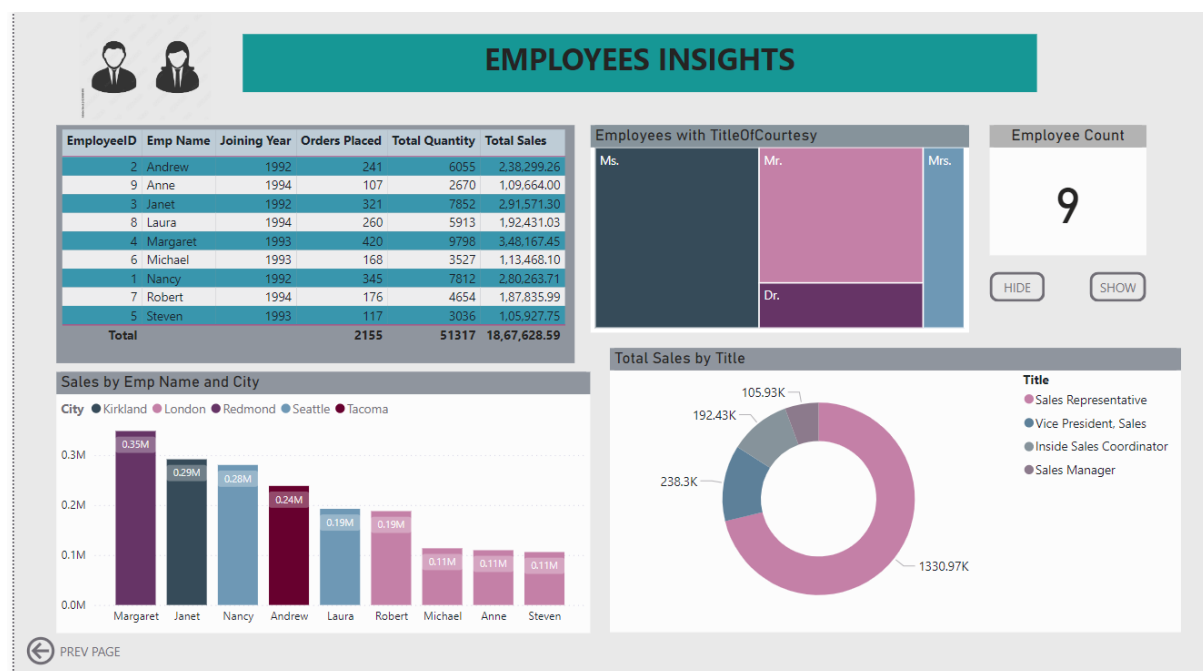 EMPLOYEES INSIGHTS
EmployeeID Emp Name Joining Year Orders Placed Total Quantity Total Sales
2 Andrew 1992 241 6055 2,38,299.26
9 Anne 1994 107 2670 1,09,664.00
3 Janet 1992 321 7852 2,91,571.30
8 Laura 1994 260 5913 1,92,431.03
4 Margaret 1993 420 9798 3,48,167.45
6 Michael 1993 168 3527 1,13,468.10
1 Nancy 1992 345 7812 2,80,263.71
7 Robert 1994 176 4654 1,87,835.99
5 Steven 1993 117 3036 1,05,927.75
Total 2155 51317 18,67,628.59
Employees with TitleOfCourtesy
Ms.
Mr.
Mrs.
Dr.
Employee Count
9
HIDE
SHOW
Sales by Emp Name and City
City Kirkland London Redmond Seattle Tacoma
0.3M
0.2M
0.1M
0.0M
0.35M
0.29M
0.28M
0.24M
0.19M
0.19M
0.11M
0.11M
0.11M
Margaret Janet Nancy Andrew Laura Robert Michael Anne Steven
Total Sales by Title
105.93K
192.43K
238.3K
1330.97K
Title
Sales Representative
Vice President, Sales
Inside Sales Coordinator
Sales Manager
PREV PAGE